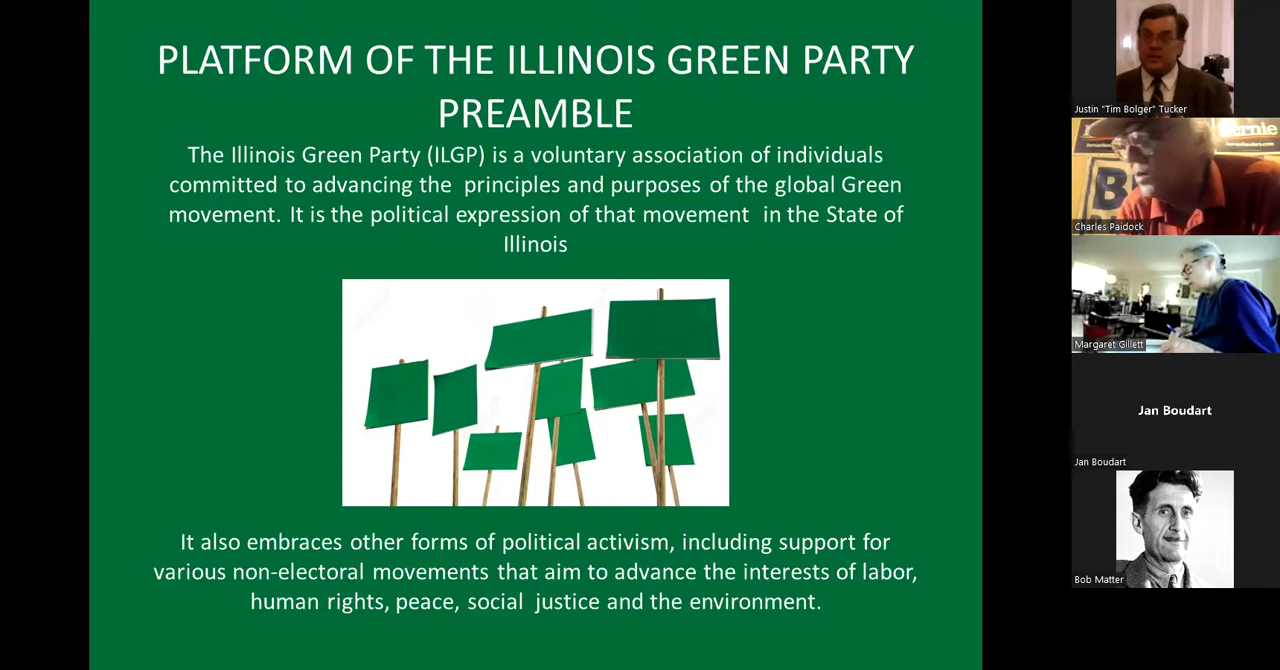 PLATFORM OF THE ILLINOIS GREEN PARTY
PREAMBLE
The Illinois Green Party (ILGP) is a voluntary association of individuals
committed to advancing the principles and purposes of the global Green
movement. It is the political expression of that movement in the State of
Illinois
It also embraces other forms of political activism, including support for
various non-electoral movements that aim to advance the interests of labor,
human rights, peace, social justice and the environment.
Justin "Tim Bolger" Tucker
Charles Paidock
Margaret Gillett
Jan Boudart
Jan Boudart
Bob Matter